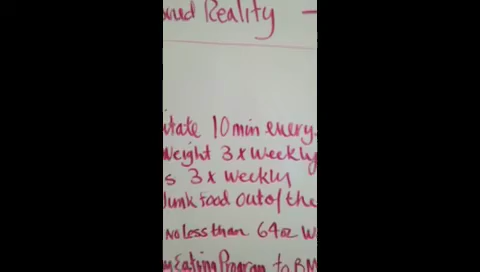 Reality -
10 min every
Weight 3 x Weekly
3 x Weekly
Junk Food out of the
No less than 64oz W
Eating Program to BM